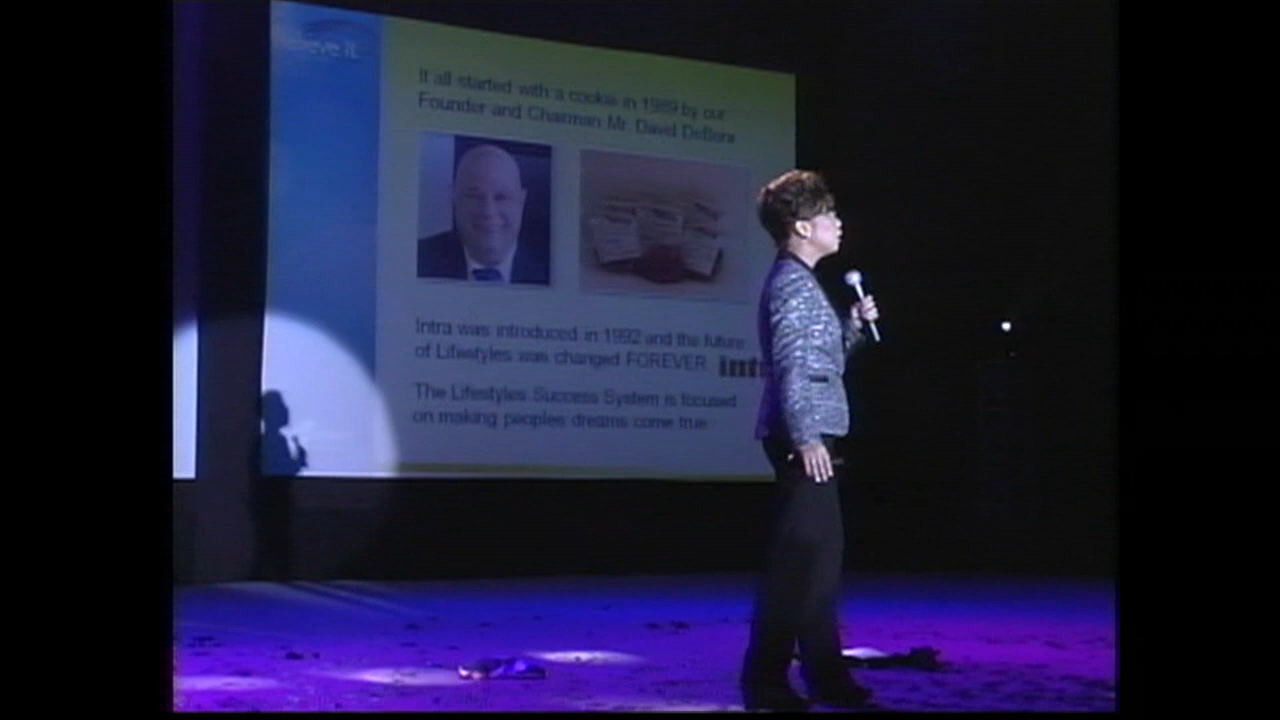 It all started with a cookie in 1989 by our
Founder and Chairman Mr. David DeBora
Intra was introduced in 1992 and the future
of Lifestyles was changed FOREVER
The Lifestyles Success System is focused
on making peoples dreams come true